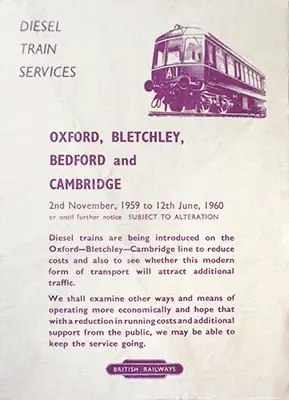 DIESEL
TRAIN
SERVICES
A1
OXFORD, BLETCHLEY,
BEDFORD and
CAMBRIDGE
2nd November, 1959 to 12th June, 1960
or until further notice SUBJECT TO ALTERATION
Diesel trains are being introduced on the
Oxford—Bletchley—Cambridge line to reduce
costs and also to see whether this modern
form of transport will attract additional
traffic.
We shall examine other ways and means of
operating more economically and hope that
with a reduction in running costs and additional
support from the public, we may be able to
keep the service going.
BRITISH RAILWAYS